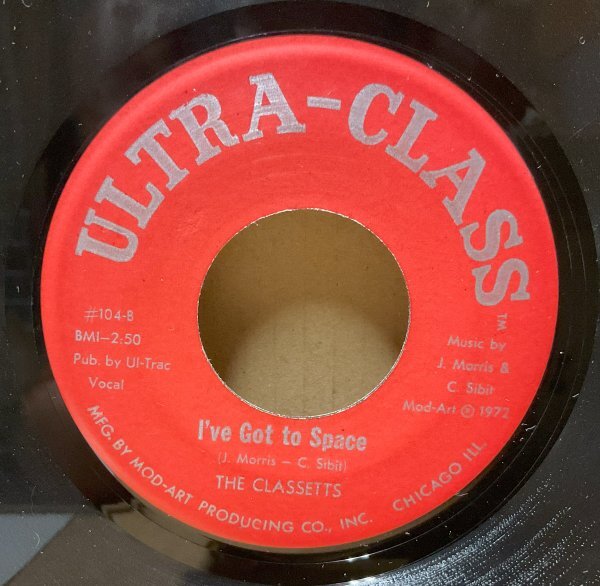 ULTRA-CLASS TM
#104-B
BMI-2:50
Pub. by Ul-Trac
Vocal
Music by
J. Morris &
C. Sibit
Mod-Art ℗ 1972
I've Got to Space
(J. Morris - C. Sibit)
THE CLASSETTS
MFG. BY MOD-ART PRODUCING CO., INC. CHICAGO Ill.